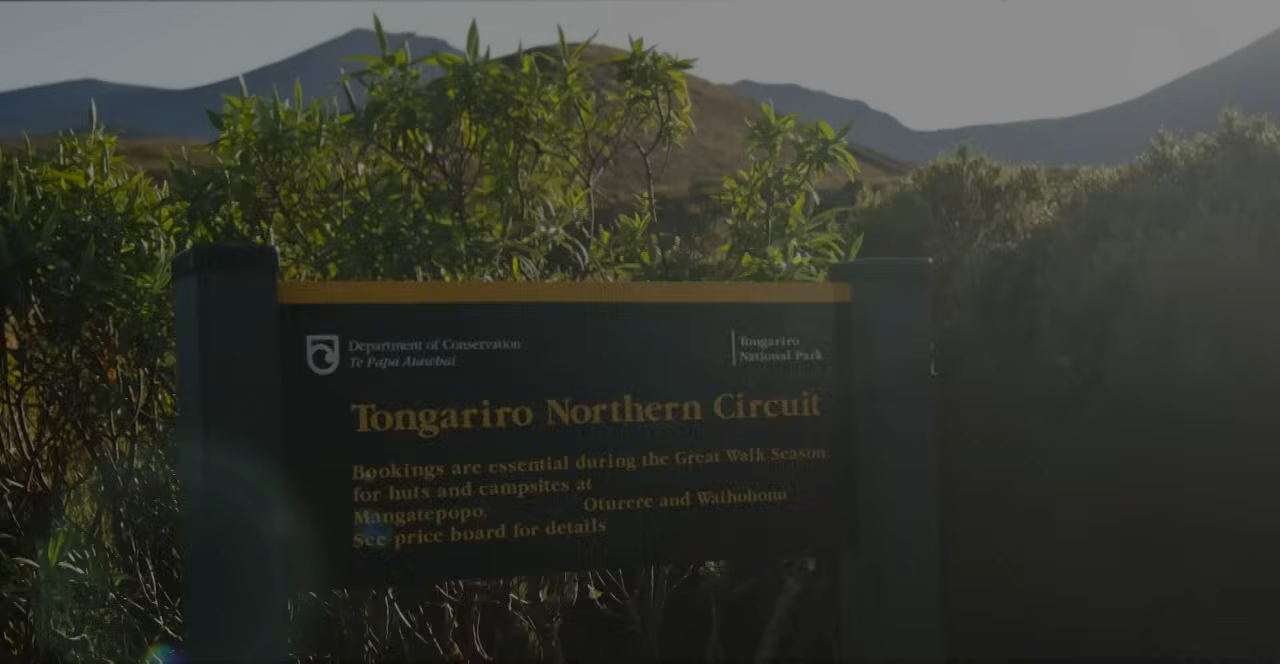 Department of Conservation
Te Papa Atawhai
Tongariro
National Park
Tongariro Northern Circuit
Bookings are essential during the Great Walk Season.
for huts and campsites at
Mangatepopo, Oturere and Waihohonu
See price board for details